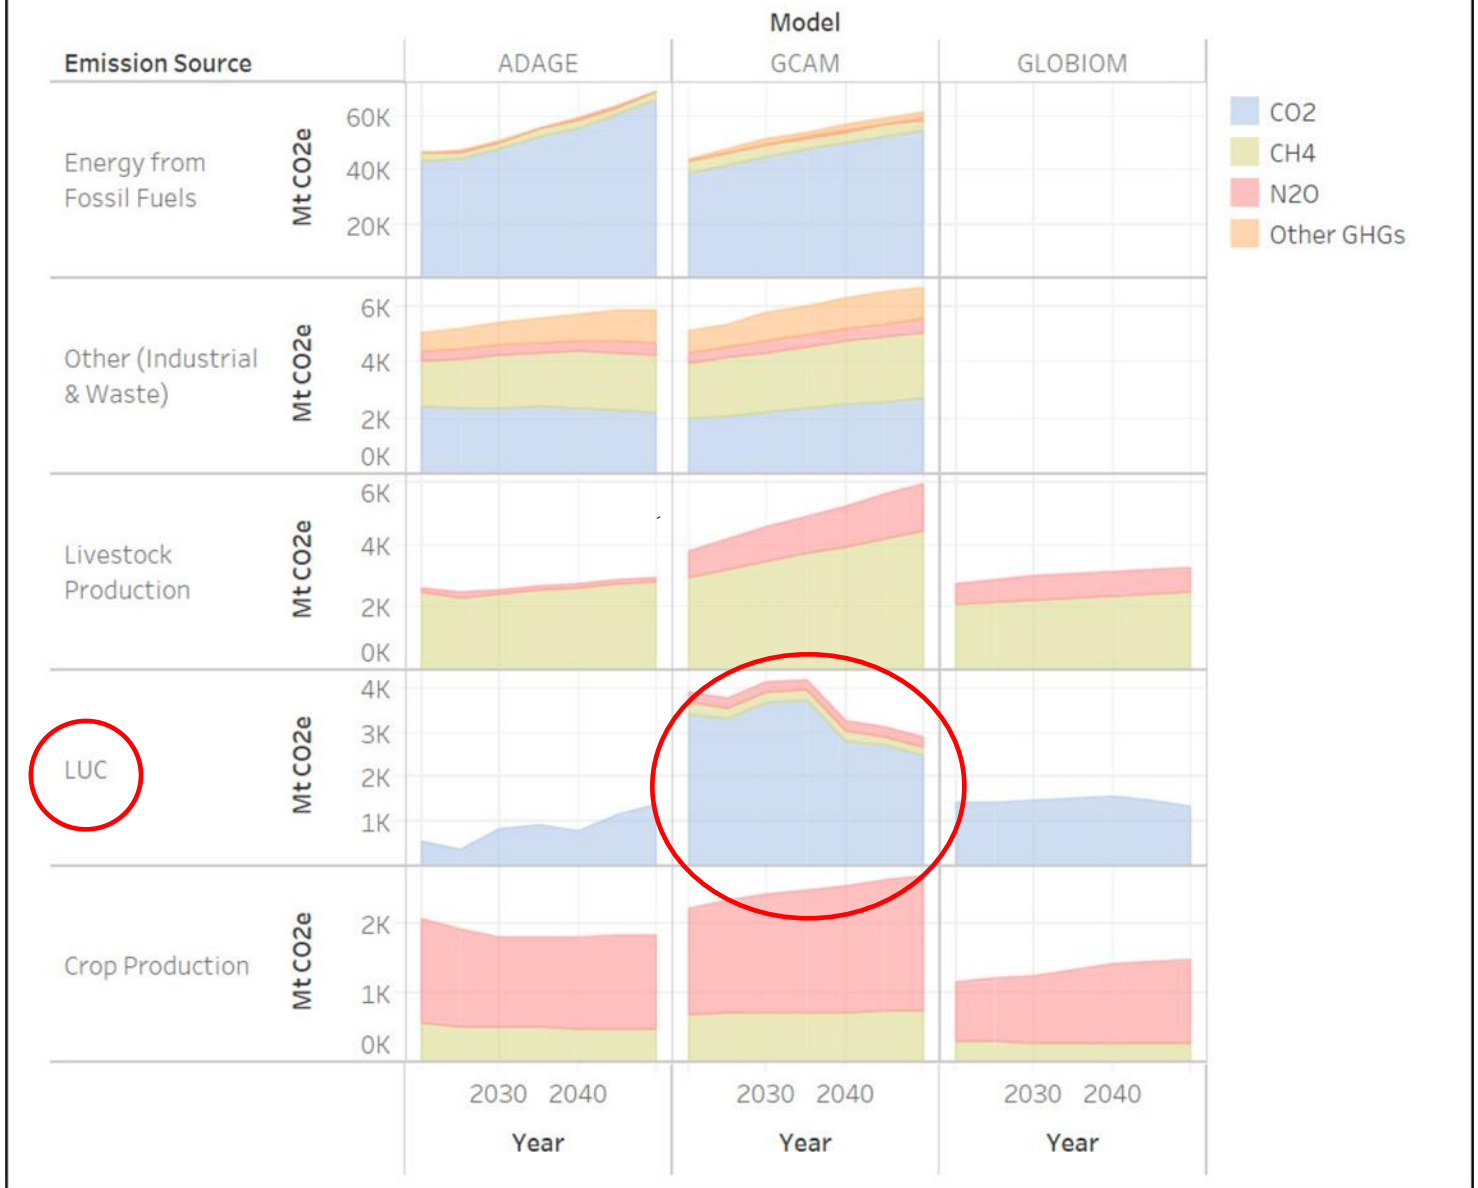 Model
Emission Source
ADAGE
GCAM
GLOBIOM
Energy from
Fossil Fuels
Mt CO2e
60K
40K
20K
CO2
CH4
N2O
Other GHGs
Other (Industrial
& Waste)
Mt CO2e
6K
4K
2K
0K
Livestock
Production
Mt CO2e
6K
4K
2K
0K
LUC
Mt CO2e
4K
3K
2K
1K
Crop Production
Mt CO2e
2K
1K
0K
2030 2040
2030 2040
2030 2040
Year
Year
Year